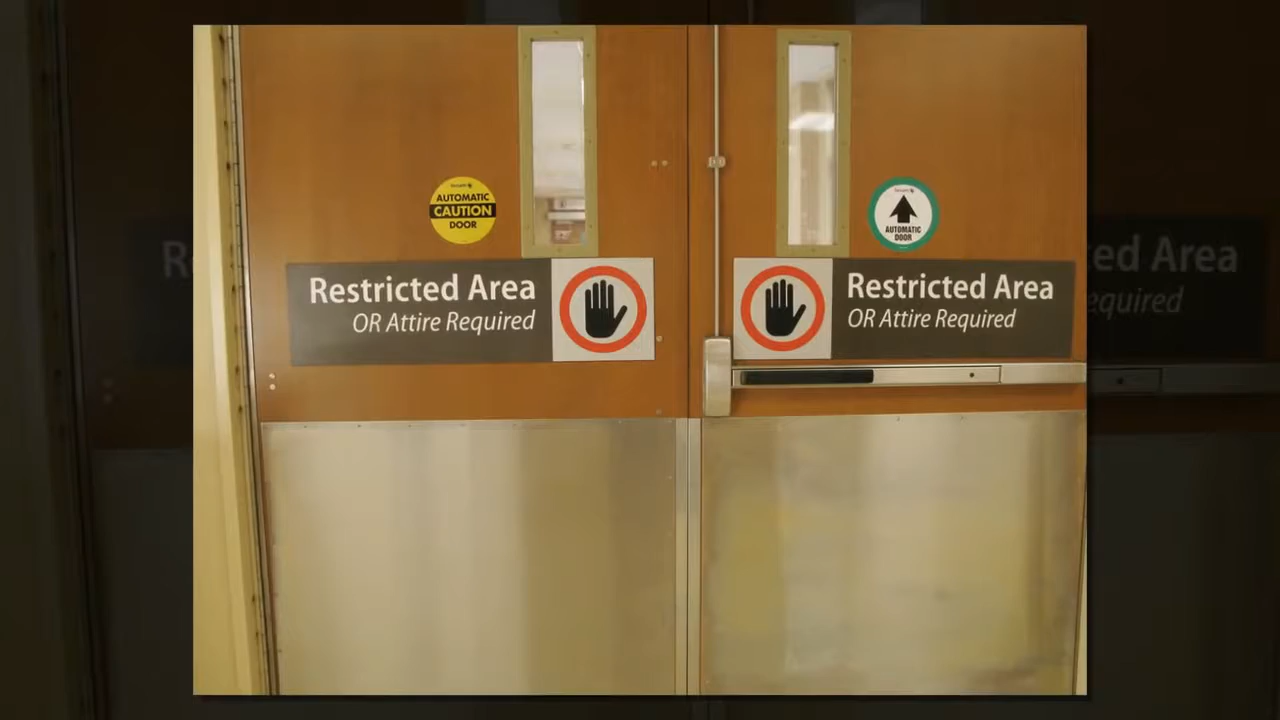 AUTOMATIC
CAUTION
DOOR
AUTOMATIC
DOOR
Restricted Area
OR Attire Required
Restricted Area
OR Attire Required